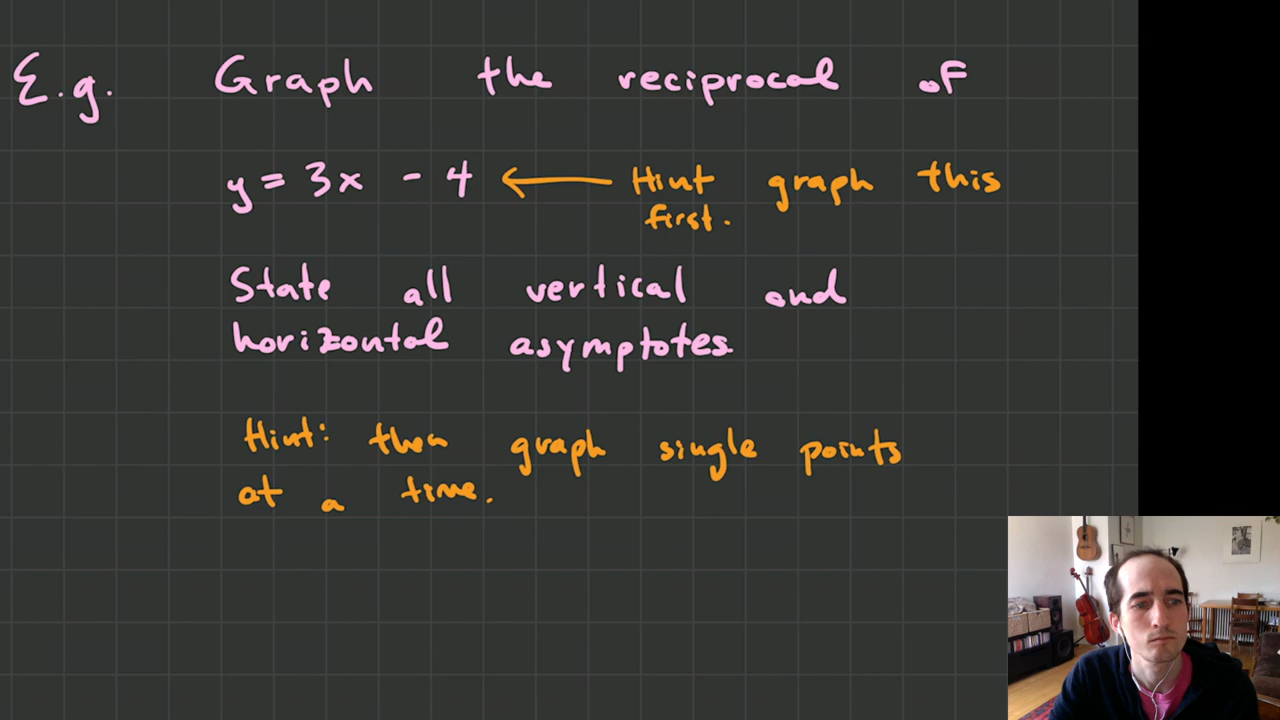 E.g. Graph the reciprocal of
y = 3x - 4 ← Hint graph this
first.
State all vertical and
horizontal asymptotes
Hint: then graph single points
at a time.